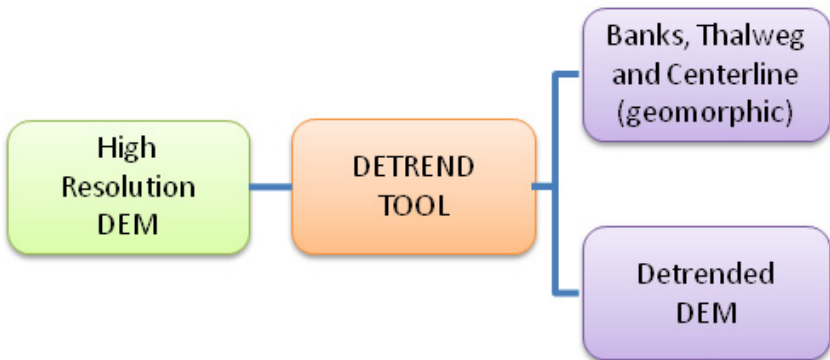 High
Resolution
DEM
DETREND
TOOL
Banks, Thalweg
and Centerline
(geomorphic)
Detrended
DEM